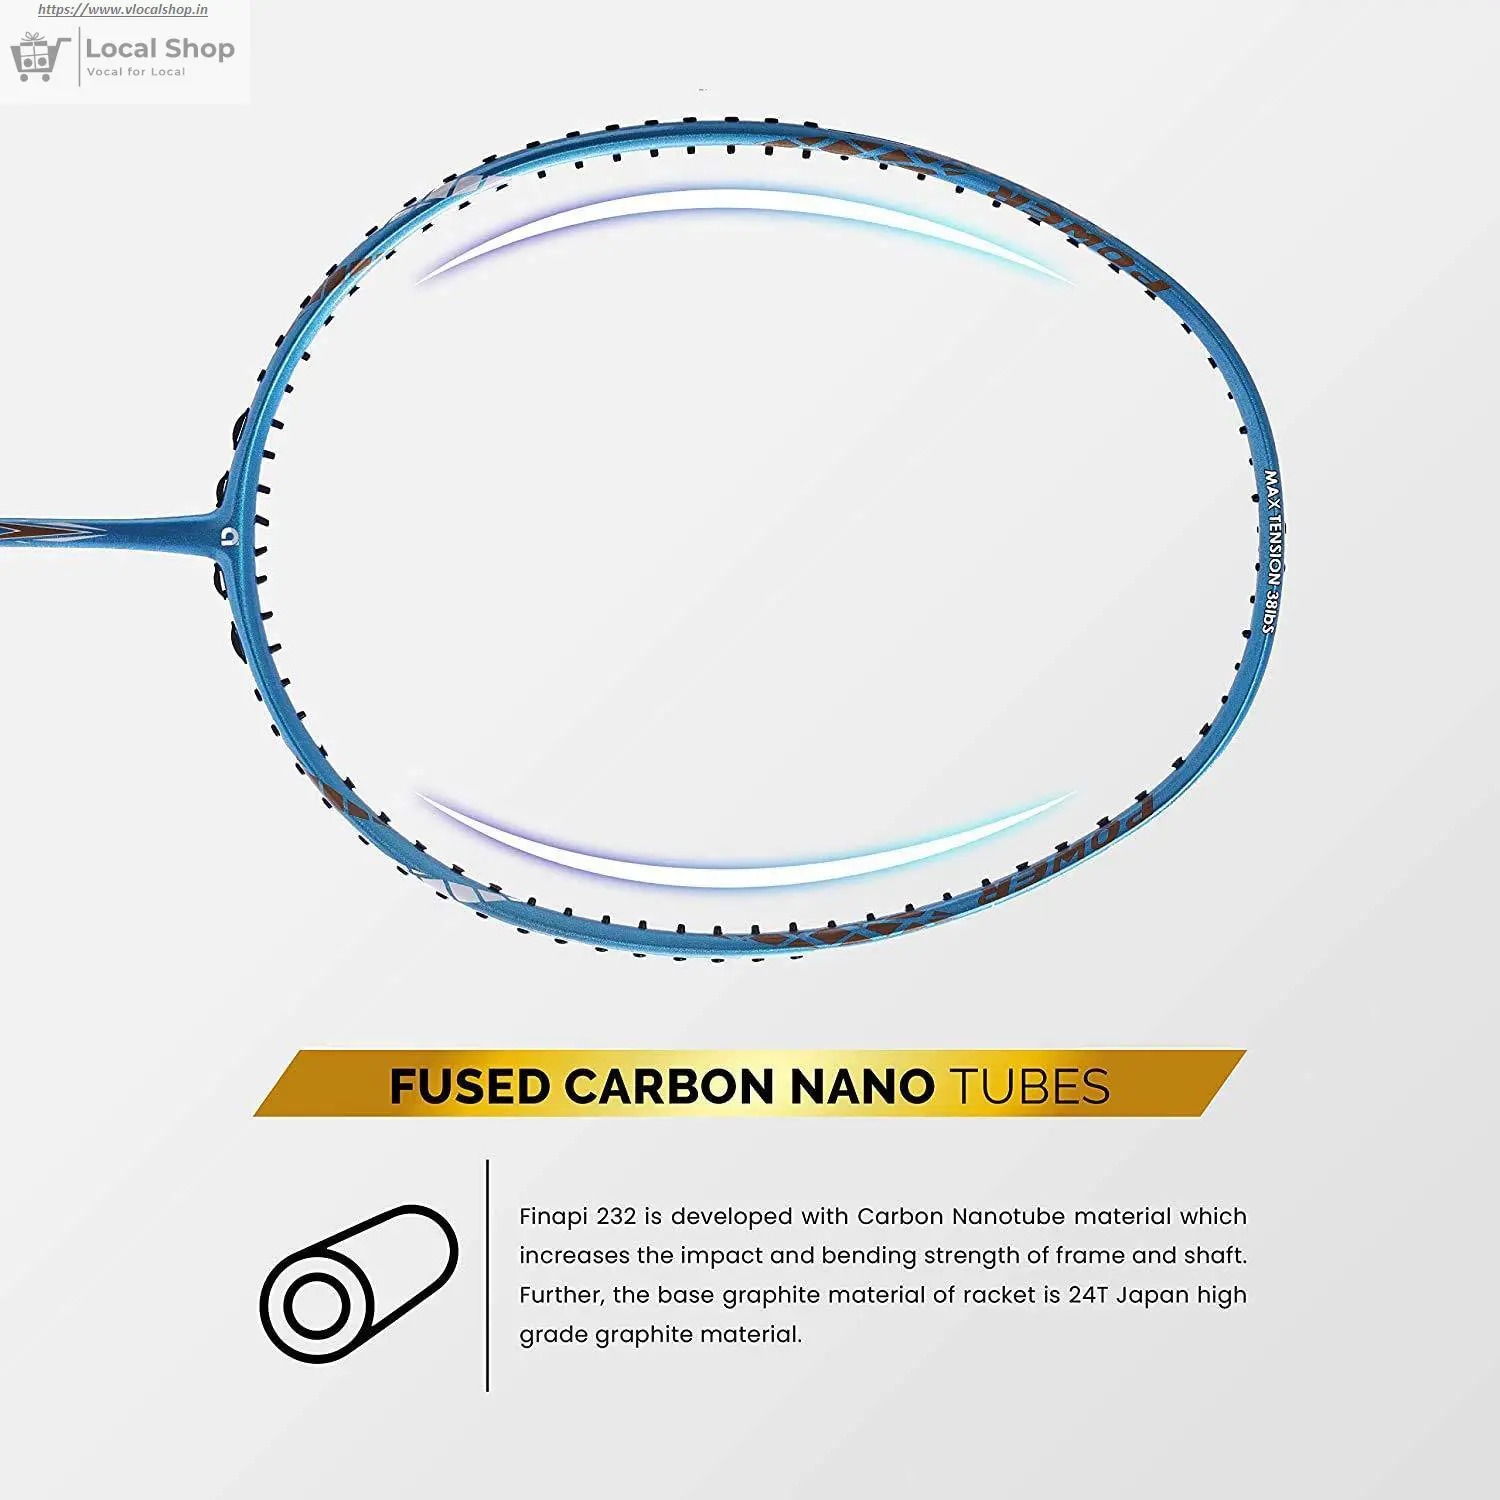 https://www.vlocalshop.in
Local Shop
Vocal for Local
POWER
MAX TENSION-38lbS
POWER
FUSED CARBON NANO TUBES
Finapi 232 is developed with Carbon Nanotube material which
increases the impact and bending strength of frame and shaft.
Further, the base graphite material of racket is 24T Japan high
grade graphite material.